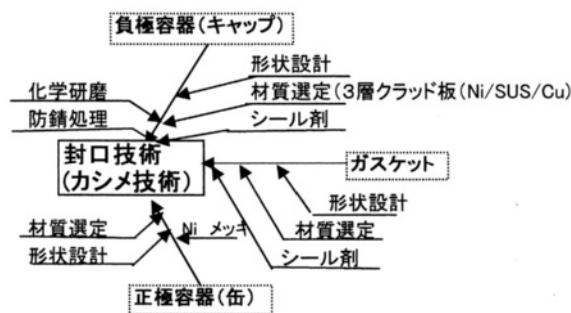 負極容器(キャップ)
形状設計
化学研磨
材質選定(3層クラッド板(Ni/SUS/Cu)
防錆処理
シール剤
封口技術
(カシメ技術)
ガスケット
形状設計
材質選定
Ni メッキ
材質選定
形状設計
シール剤
正極容器(缶)